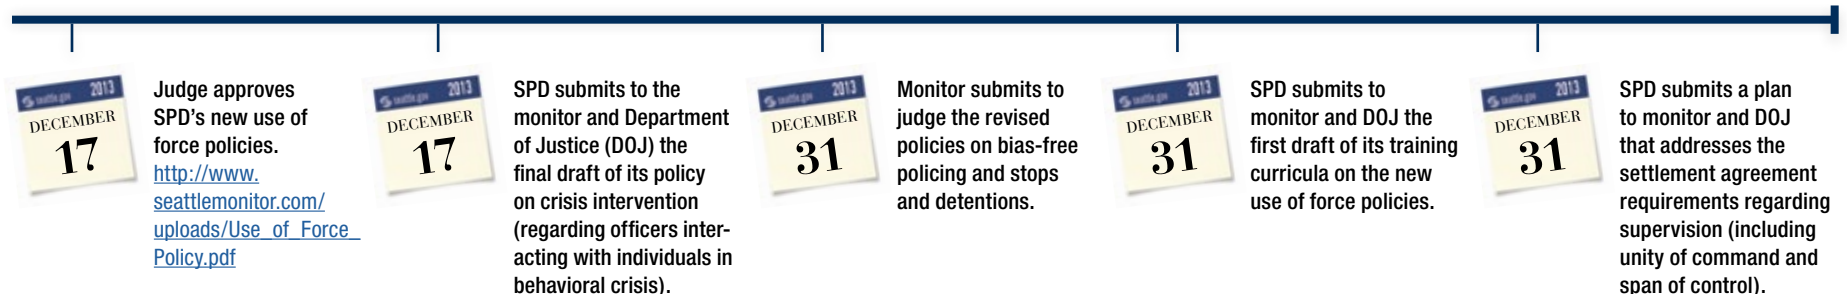 seattle.gov 2013
DECEMBER
17
Judge approves
SPD's new use of
force policies.
http://www.
seattlemonitor.com/
uploads/Use_of_Force_
Policy.pdf
seattle.gov 2013
DECEMBER
17
SPD submits to the
monitor and Department
of Justice (DOJ) the
final draft of its policy
on crisis intervention
(regarding officers inter-
acting with individuals in
behavioral crisis).
seattle.gov 2013
DECEMBER
31
Monitor submits to
judge the revised
policies on bias-free
policing and stops
and detentions.
seattle.gov 2013
DECEMBER
31
SPD submits to
monitor and DOJ the
first draft of its training
curricula on the new
use of force policies.
seattle.gov 2013
DECEMBER
31
SPD submits a plan
to monitor and DOJ
that addresses the
settlement agreement
requirements regarding
supervision (including
unity of command and
span of control).